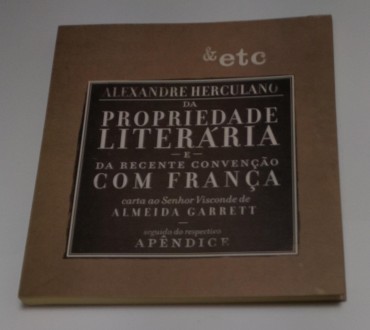 &etc
ALEXANDRE HERCULANO
DA
PROPRIEDADE
LITERÁRIA
— E —
DA RECENTE CONVENÇÃO
COM FRANÇA
carta ao Senhor Visconde de
ALMEIDA GARRETT
—
seguido do respectivo
APÊNDICE